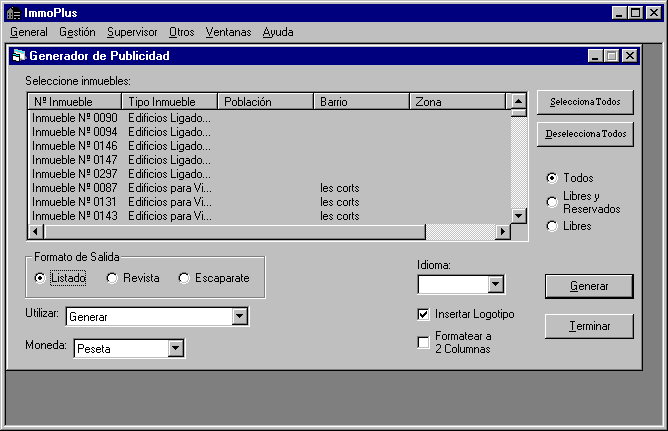 ImmoPlus
General Gestión Supervisor Otros Ventanas Ayuda
Generador de Publicidad
Seleccione inmuebles:
Nº Inmueble Tipo Inmueble Población Barrio Zona
Inmueble Nº 0090 Edificios Ligado...
Inmueble Nº 0094 Edificios Ligado...
Inmueble Nº 0146 Edificios Ligado...
Inmueble Nº 0147 Edificios Ligado...
Inmueble Nº 0297 Edificios Ligado...
Inmueble Nº 0087 Edificios para Vi... les corts
Inmueble Nº 0131 Edificios para Vi... les corts
Inmueble Nº 0143 Edificios para Vi... les corts
Selecciona Todos
Deselecciona Todos
Todos
Libres y
Reservados
Libres
Formato de Salida
Listado Revista Escaparate
Idioma:
Generar
Utilizar: Generar
Insertar Logotipo
Terminar
Moneda: Peseta
Formatear a
2 Columnas